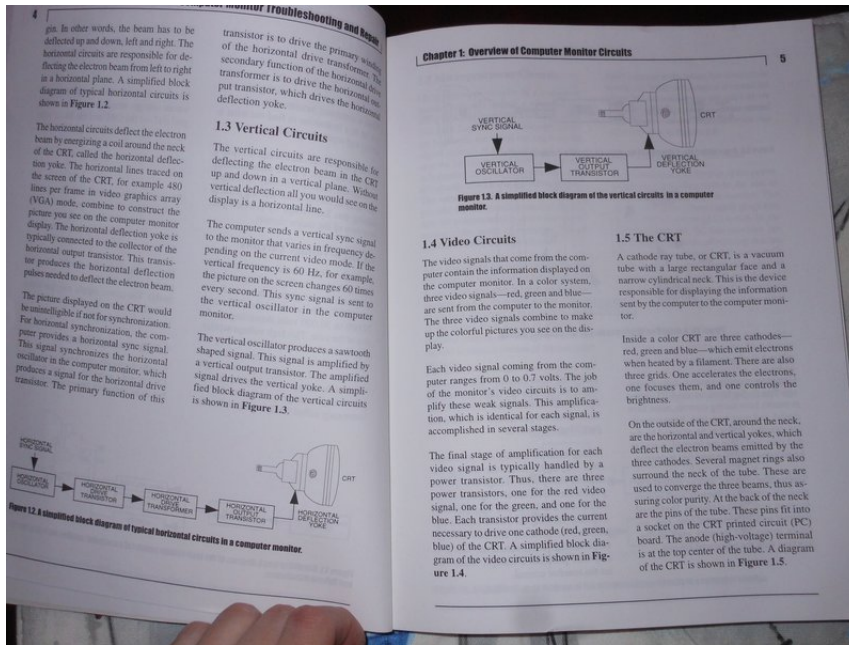 4
Computer Monitor Troubleshooting and Repair
gin. In other words, the beam has to be
deflected up and down, left and right. The
horizontal circuits are responsible for de-
flecting the electron beam from left to right
in a horizontal plane. A simplified block
diagram of typical horizontal circuits is
shown in Figure 1.2.
The horizontal circuits deflect the electron
beam by energizing a coil around the neck
of the CRT, called the horizontal deflec-
tion yoke. The horizontal lines traced on
the screen of the CRT, for example 480
lines per frame in video graphics array
(VGA) mode, combine to construct the
picture you see on the computer monitor
display. The horizontal deflection yoke is
typically connected to the collector of the
horizontal output transistor. This transis-
tor produces the horizontal deflection
pulses needed to deflect the electron beam.
The picture displayed on the CRT would
be unintelligible if not for synchronization.
For horizontal synchronization, the com-
puter provides a horizontal sync signal.
This signal synchronizes the horizontal
oscillator in the computer monitor, which
produces a signal for the horizontal drive
transistor. The primary function of this
transistor is to drive the primary winding
of the horizontal drive transformer. The
secondary function of the horizontal drive
transformer is to drive the horizontal out-
put transistor, which drives the horizontal
deflection yoke.
1.3 Vertical Circuits
The vertical circuits are responsible for
deflecting the electron beam in the CRT
up and down in a vertical plane. Without
vertical deflection all you would see on the
display is a horizontal line.
The computer sends a vertical sync signal
to the monitor that varies in frequency de-
pending on the current video mode. If the
vertical frequency is 60 Hz, for example,
the picture on the screen changes 60 times
every second. This sync signal is sent to
the vertical oscillator in the computer
monitor.
The vertical oscillator produces a sawtooth
shaped signal. This signal is amplified by
a vertical output transistor. The amplified
signal drives the vertical yoke. A simpli-
fied block diagram of the vertical circuits
is shown in Figure 1.3.
HORIZONTAL
SYNC SIGNAL
HORIZONTAL
OSCILLATOR
HORIZONTAL
DRIVE
TRANSISTOR
HORIZONTAL
DRIVE
TRANSFORMER
HORIZONTAL
OUTPUT
TRANSISTOR
HORIZONTAL
DEFLECTION
YOKE
CRT
Figure 1.2. A simplified block diagram of typical horizontal circuits in a computer monitor.
Chapter 1: Overview of Computer Monitor Circuits
5
VERTICAL
SYNC SIGNAL
VERTICAL
OSCILLATOR
VERTICAL
OUTPUT
TRANSISTOR
VERTICAL
DEFLECTION
YOKE
CRT
Figure 1.3. A simplified block diagram of the vertical circuits in a computer
monitor.
1.4 Video Circuits
The video signals that come from the com-
puter contain the information displayed on
the computer monitor. In a color system,
three video signals—red, green and blue—
are sent from the computer to the monitor.
The three video signals combine to make
up the colorful pictures you see on the dis-
play.
Each video signal coming from the com-
puter ranges from 0 to 0.7 volts. The job
of the monitor's video circuits is to am-
plify these weak signals. This amplifica-
tion, which is identical for each signal, is
accomplished in several stages.
The final stage of amplification for each
video signal is typically handled by a
power transistor. Thus, there are three
power transistors, one for the red video
signal, one for the green, and one for the
blue. Each transistor provides the current
necessary to drive one cathode (red, green,
blue) of the CRT. A simplified block dia-
gram of the video circuits is shown in Fig-
ure 1.4.
1.5 The CRT
A cathode ray tube, or CRT, is a vacuum
tube with a large rectangular face and a
narrow cylindrical neck. This is the device
responsible for displaying the information
sent by the computer to the computer moni-
tor.
Inside a color CRT are three cathodes—
red, green and blue—which emit electrons
when heated by a filament. There are also
three grids. One accelerates the electrons,
one focuses them, and one controls the
brightness.
On the outside of the CRT, around the neck,
are the horizontal and vertical yokes, which
deflect the electron beams emitted by the
three cathodes. Several magnet rings also
surround the neck of the tube. These are
used to converge the three beams, thus as-
suring color purity. At the back of the neck
are the pins of the tube. These pins fit into
a socket on the CRT printed circuit (PC)
board. The anode (high-voltage) terminal
is at the top center of the tube. A diagram
of the CRT is shown in Figure 1.5.